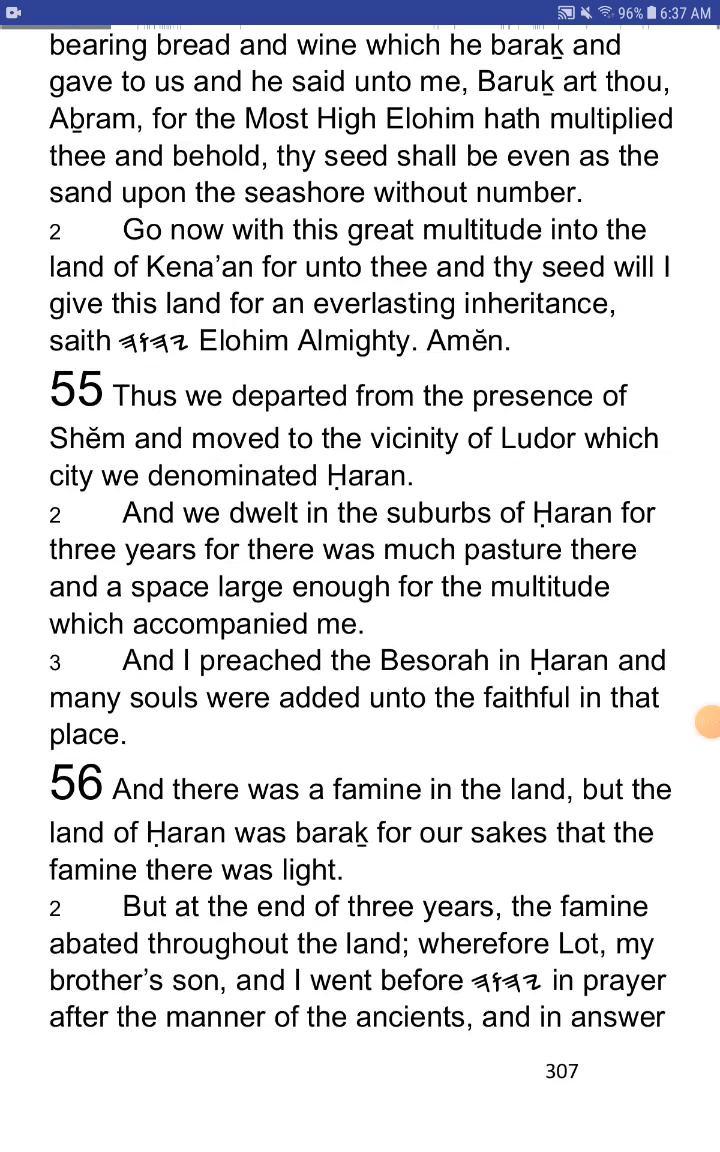 96% 6:37 AM
bearing bread and wine which he baraḵ and
gave to us and he said unto me, Baruḵ art thou,
Aḇram, for the Most High Elohim hath multiplied
thee and behold, thy seed shall be even as the
sand upon the seashore without number.
2 Go now with this great multitude into the
land of Kena’an for unto thee and thy seed will I
give this land for an everlasting inheritance,
saith 𐤉𐤄𐤅𐤄 Elohim Almighty. Amĕn.
55 Thus we departed from the presence of
Shĕm and moved to the vicinity of Ludor which
city we denominated Ḥaran.
2 And we dwelt in the suburbs of Ḥaran for
three years for there was much pasture there
and a space large enough for the multitude
which accompanied me.
3 And I preached the Besorah in Ḥaran and
many souls were added unto the faithful in that
place.
56 And there was a famine in the land, but the
land of Ḥaran was baraḵ for our sakes that the
famine there was light.
2 But at the end of three years, the famine
abated throughout the land; wherefore Lot, my
brother’s son, and I went before 𐤉𐤄𐤅𐤄 in prayer
after the manner of the ancients, and in answer
307